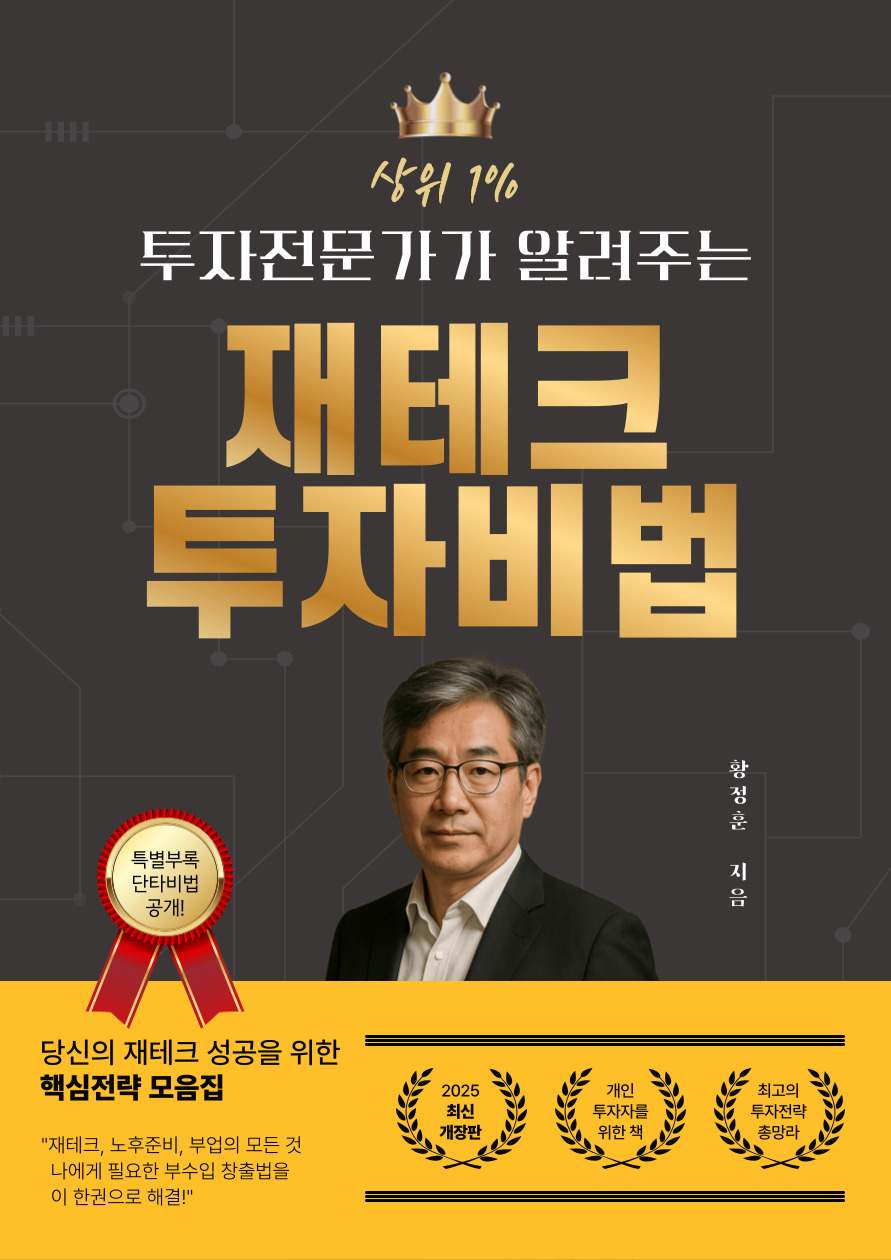 상위 1%
투자전문가가 알려주는
재테크
투자비법
황정훈 지음
특별부록
단타비법
공개!
당신의 재테크 성공을 위한
핵심전략 모음집
"재테크, 노후준비, 부업의 모든 것
나에게 필요한 부수입 창출법을
이 한권으로 해결!"
2025
최신
개장판
개인
투자자를
위한 책
최고의
투자전략
총망라